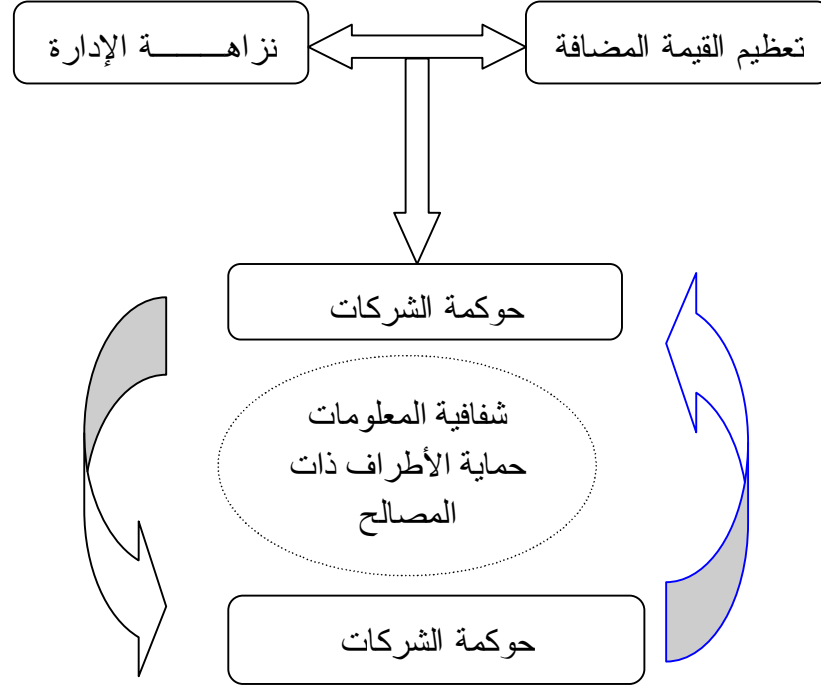 تعظيم القيمة المضافة
نزاهـــــــة الإدارة
حوكمة الشركات
شفافية المعلومات
حماية الأطراف ذات
المصالح
حوكمة الشركات